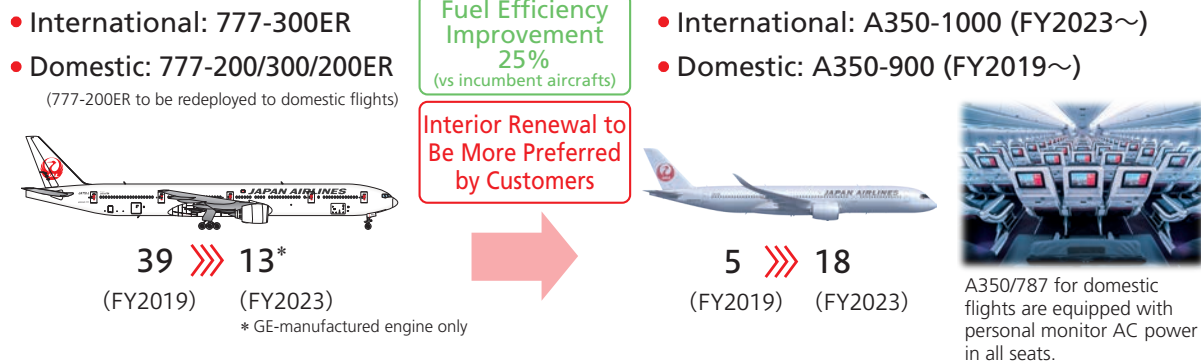 • International: 777-300ER
• Domestic: 777-200/300/200ER
(777-200ER to be redeployed to domestic flights)
JAPAN AIRLINES
39 13*
(FY2019) (FY2023)
* GE-manufactured engine only
Fuel Efficiency
Improvement
25%
(vs incumbent aircrafts)
Interior Renewal to
Be More Preferred
by Customers
• International: A350-1000 (FY2023～)
• Domestic: A350-900 (FY2019～)
JAPAN AIRLINES
5 18
(FY2019) (FY2023)
A350/787 for domestic
flights are equipped with
personal monitor AC power
in all seats.